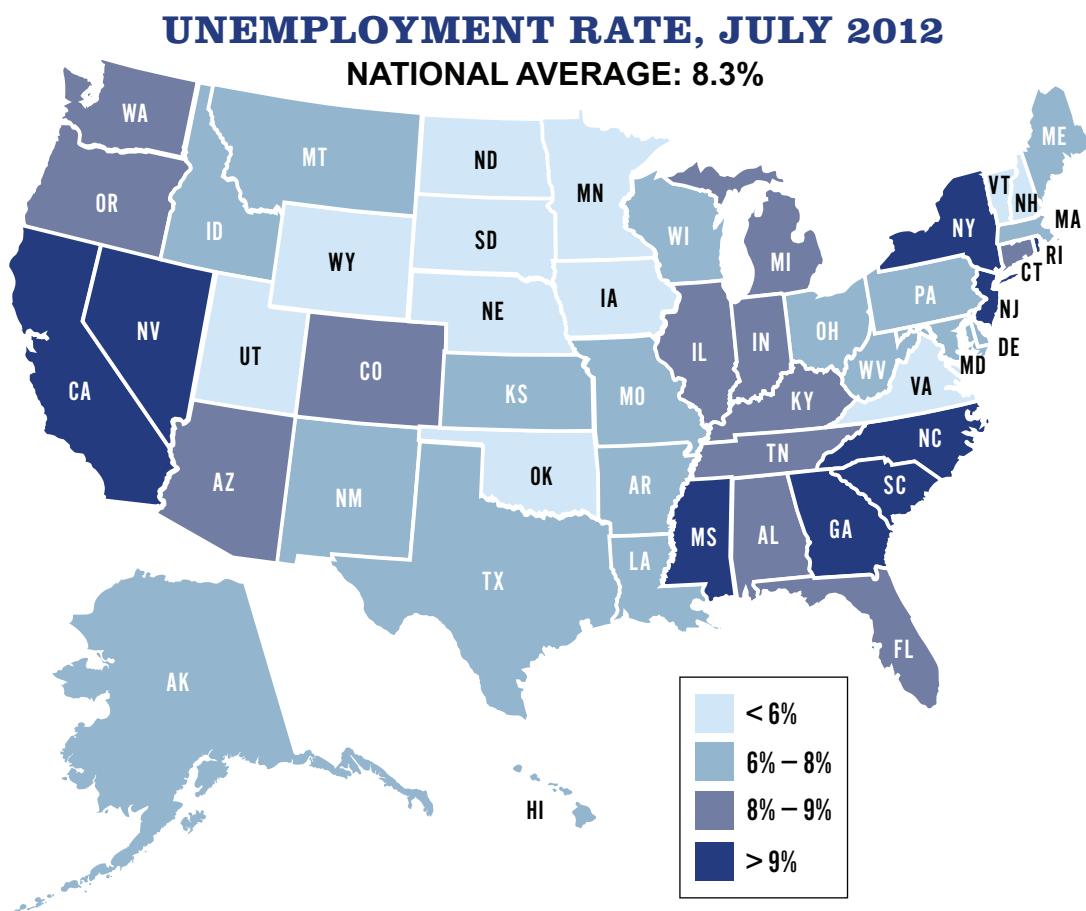 UNEMPLOYMENT RATE, JULY 2012
NATIONAL AVERAGE: 8.3%
WA
MT
ND
MN
ME
OR
ID
SD
WI
MI
VT
NH
MA
NY
WY
RI
CT
NE
IA
PA
NJ
NV
UT
CO
IL
IN
OH
DE
MD
WV
VA
CA
KS
MO
KY
NC
AZ
NM
OK
AR
TN
SC
TX
LA
MS
AL
GA
FL
AK
HI
< 6%
6% – 8%
8% – 9%
> 9%